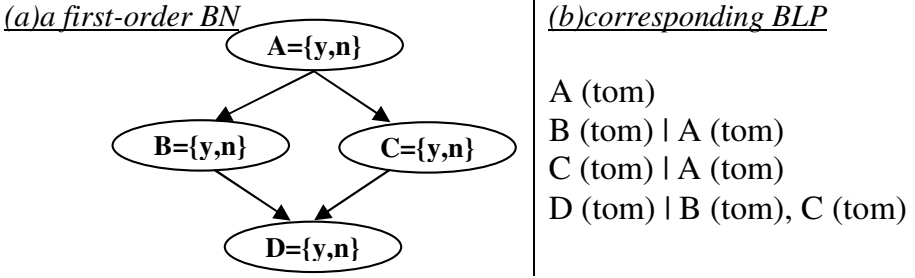 (a)a first-order BN
A={y,n}
B={y,n}
C={y,n}
D={y,n}
(b)corresponding BLP
A (tom)
B (tom) | A (tom)
C (tom) | A (tom)
D (tom) | B (tom), C (tom)